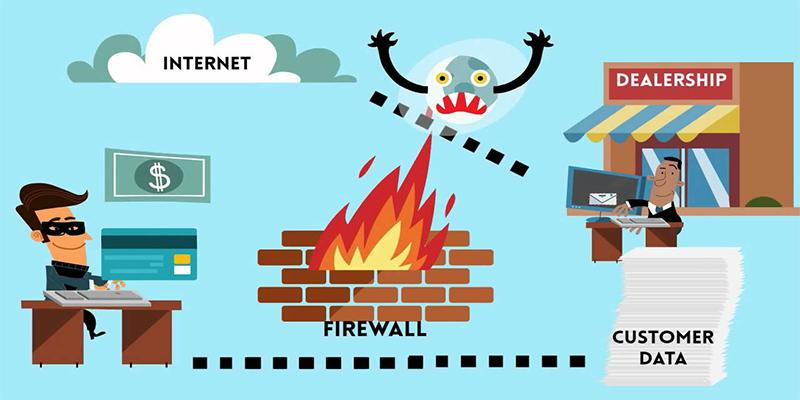 INTERNET
DEALERSHIP
$
FIREWALL
CUSTOMER
DATA